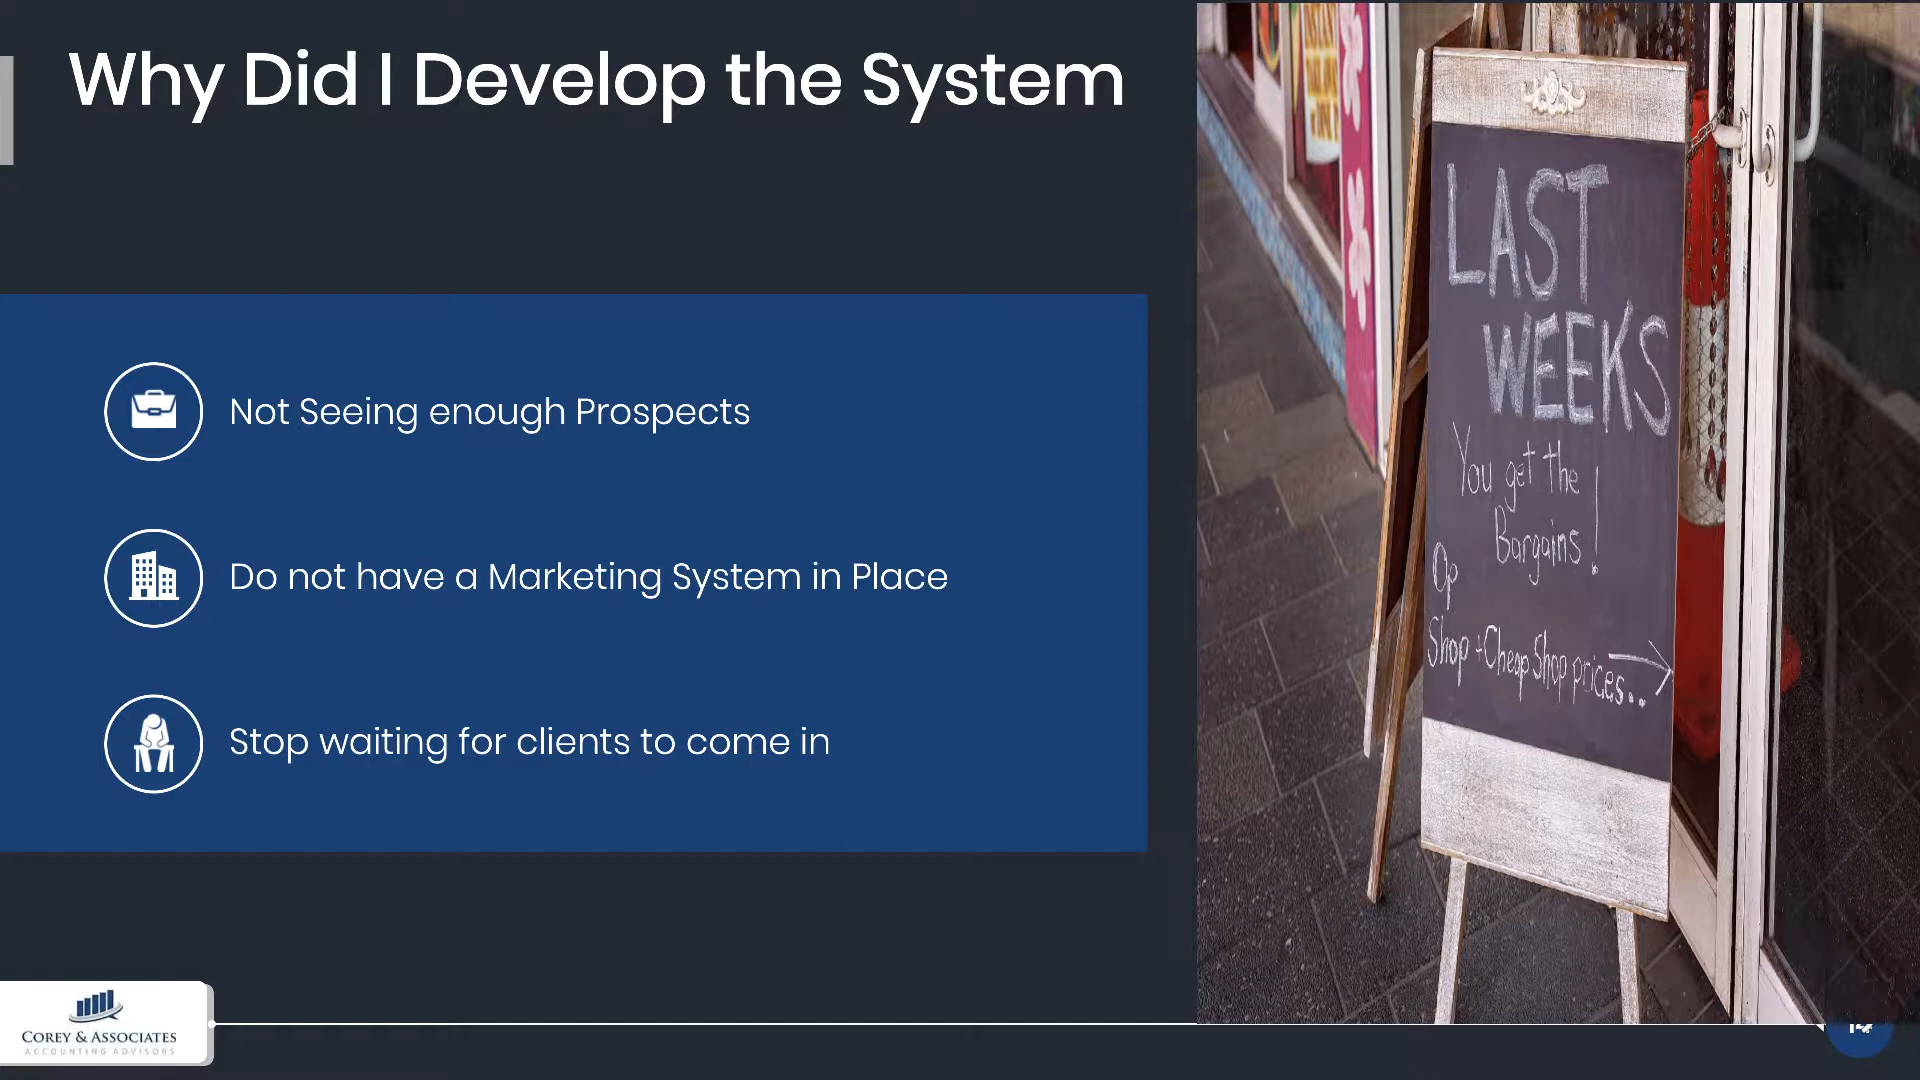 Why Did I Develop the System
Not Seeing enough Prospects
Do not have a Marketing System in Place
Stop waiting for clients to come in
LAST
WEEKS
You get the
Bargains!
Op
Shop + Cheap Shop prices..
COREY & ASSOCIATES
ACCOUNTING ADVISORS
14